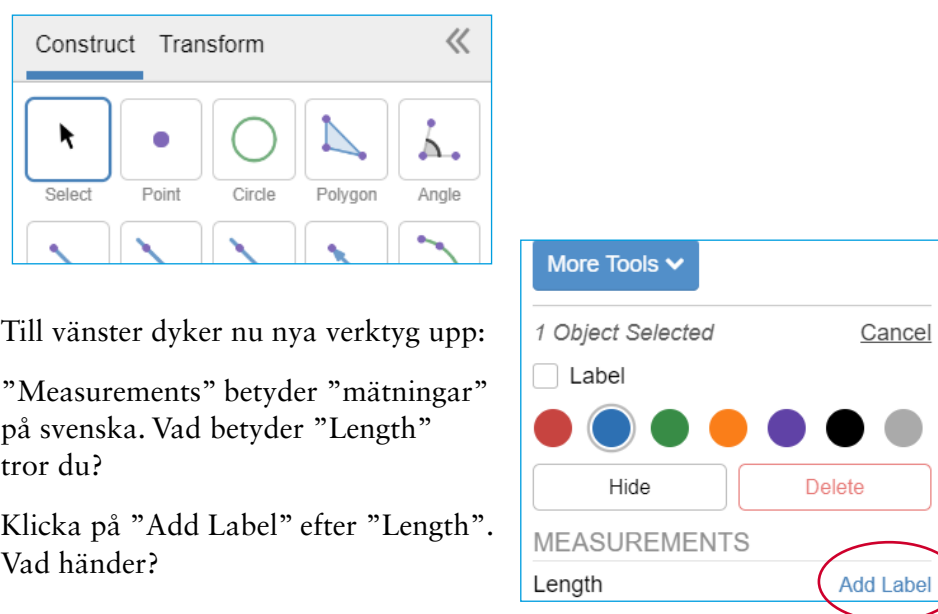 Construct Transform
Select Point Circle Polygon Angle
Till vänster dyker nu nya verktyg upp:
”Measurements” betyder ”mätningar”
på svenska. Vad betyder ”Length”
tror du?
Klicka på ”Add Label” efter ”Length”.
Vad händer?
More Tools
1 Object Selected Cancel
Label
Hide Delete
MEASUREMENTS
Length Add Label